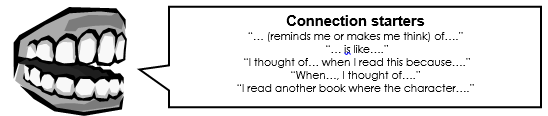 Connection starters
“… (reminds me or makes me think) of….”
“… is like….”
“I thought of… when I read this because….”
“When…, I thought of….”
“I read another book where the character….”